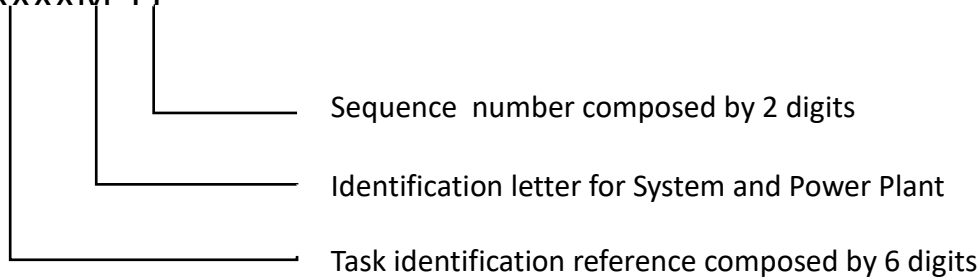 Sequence number composed by 2 digits
Identification letter for System and Power Plant
Task identification reference composed by 6 digits